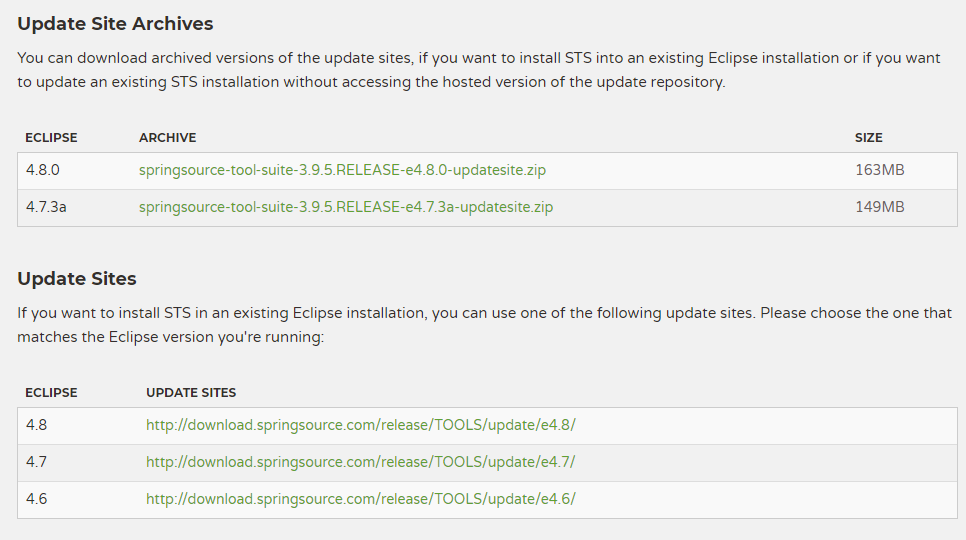 Update Site Archives
You can download archived versions of the update sites, if you want to install STS into an existing Eclipse installation or if you want
to update an existing STS installation without accessing the hosted version of the update repository.
ECLIPSE ARCHIVE SIZE
4.8.0 springsource-tool-suite-3.9.5.RELEASE-e4.8.0-updatesite.zip 163MB
4.7.3a springsource-tool-suite-3.9.5.RELEASE-e4.7.3a-updatesite.zip 149MB
Update Sites
If you want to install STS in an existing Eclipse installation, you can use one of the following update sites. Please choose the one that
matches the Eclipse version you're running:
ECLIPSE UPDATE SITES
4.8 http://download.springsource.com/release/TOOLS/update/e4.8/
4.7 http://download.springsource.com/release/TOOLS/update/e4.7/
4.6 http://download.springsource.com/release/TOOLS/update/e4.6/